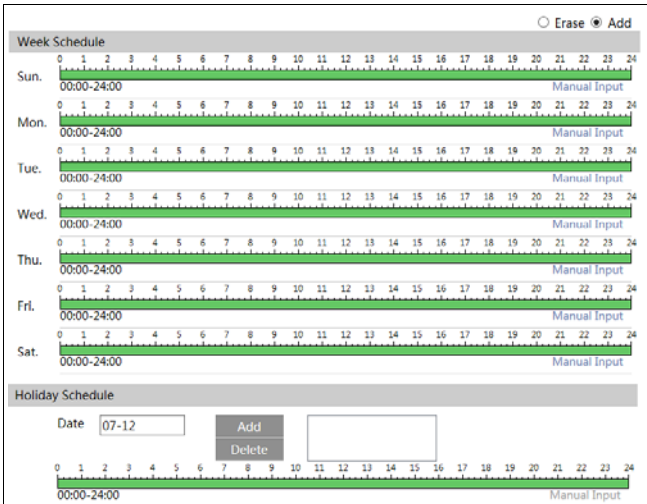 Erase Add
Week Schedule
0 1 2 3 4 5 6 7 8 9 10 11 12 13 14 15 16 17 18 19 20 21 22 23 24
Sun.
00:00-24:00 Manual Input
0 1 2 3 4 5 6 7 8 9 10 11 12 13 14 15 16 17 18 19 20 21 22 23 24
Mon.
00:00-24:00 Manual Input
0 1 2 3 4 5 6 7 8 9 10 11 12 13 14 15 16 17 18 19 20 21 22 23 24
Tue.
00:00-24:00 Manual Input
0 1 2 3 4 5 6 7 8 9 10 11 12 13 14 15 16 17 18 19 20 21 22 23 24
Wed.
00:00-24:00 Manual Input
0 1 2 3 4 5 6 7 8 9 10 11 12 13 14 15 16 17 18 19 20 21 22 23 24
Thu.
00:00-24:00 Manual Input
0 1 2 3 4 5 6 7 8 9 10 11 12 13 14 15 16 17 18 19 20 21 22 23 24
Fri.
00:00-24:00 Manual Input
0 1 2 3 4 5 6 7 8 9 10 11 12 13 14 15 16 17 18 19 20 21 22 23 24
Sat.
00:00-24:00 Manual Input
Holiday Schedule
Date 07-12 Add
Delete
0 1 2 3 4 5 6 7 8 9 10 11 12 13 14 15 16 17 18 19 20 21 22 23 24
00:00-24:00 Manual Input